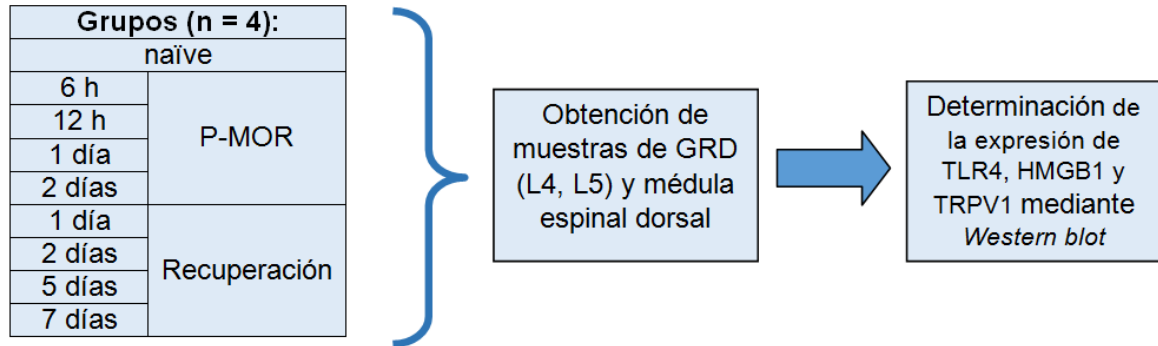 Grupos (n = 4):
naïve
6 h
12 h
1 día
2 días
P-MOR
1 día
2 días
5 días
7 días
Recuperación
Obtención de
muestras de GRD
(L4, L5) y médula
espinal dorsal
Determinación de
la expresión de
TLR4, HMGB1 y
TRPV1 mediante
Western blot